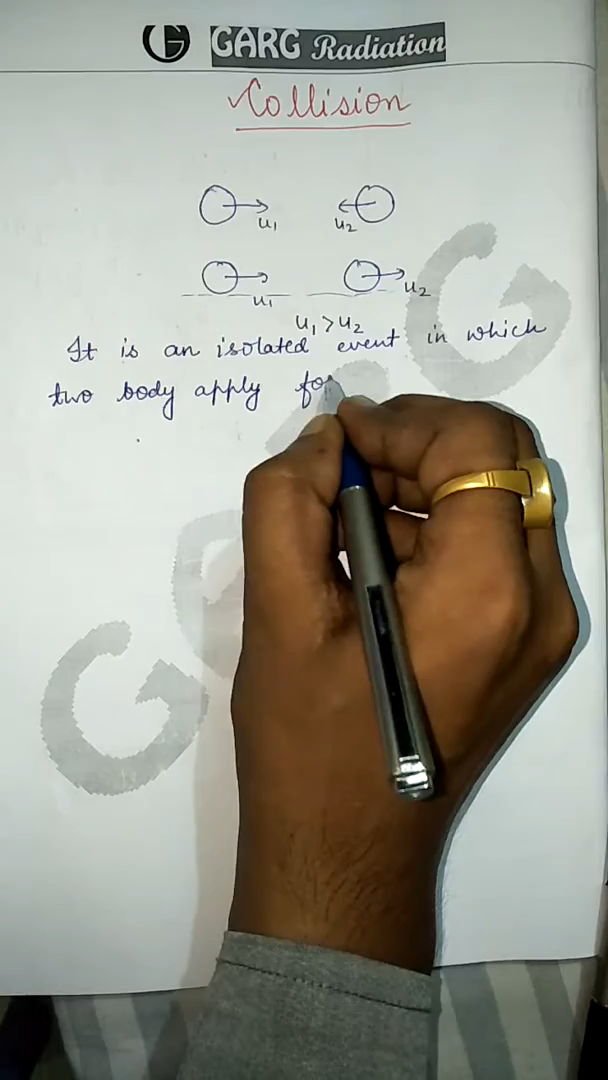 G GARG Radiation
Collision
u₁ u₂
u₁ u₂
u₁ > u₂
It is an isolated event in which
two body apply fo